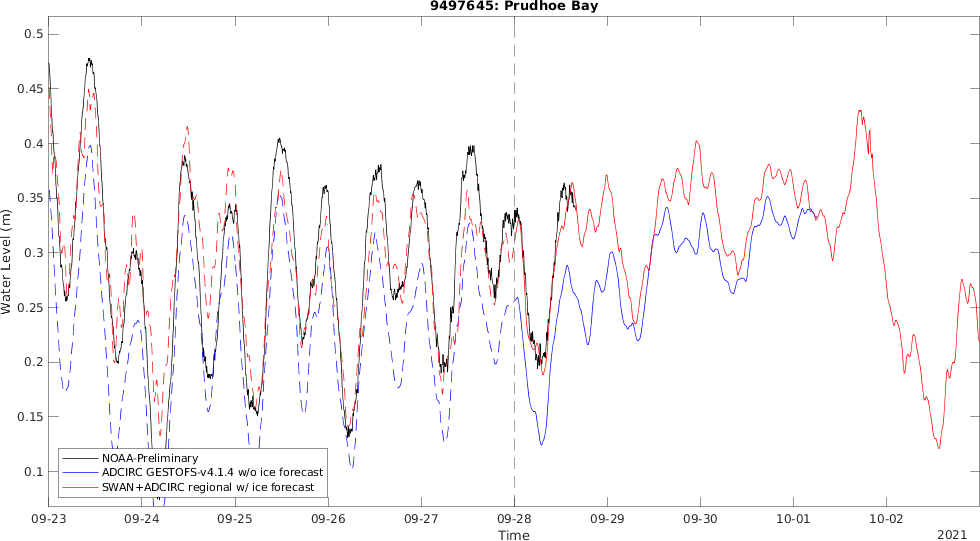 9497645: Prudhoe Bay
0.5
0.45
0.4
0.35
0.3
0.25
0.2
0.15
0.1
Water Level (m)
NOAA-Preliminary
ADCIRC GESTOFS-v4.1.4 w/o ice forecast
SWAN+ADCIRC regional w/ ice forecast
09-23 09-24 09-25 09-26 09-27 09-28 09-29 09-30 10-01 10-02
Time
2021